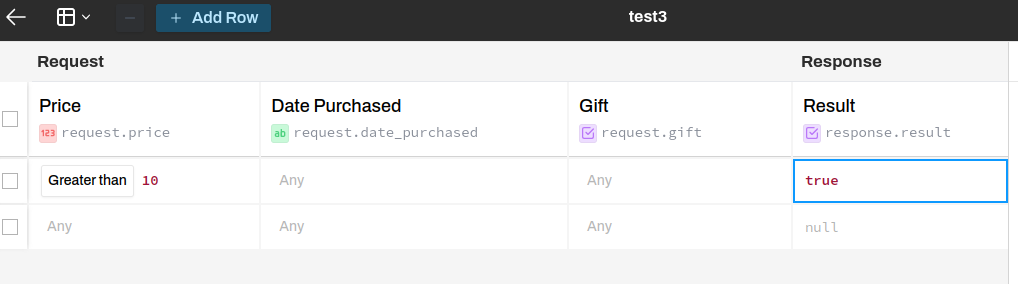 + Add Row
test3
Request
Response
Price
Date Purchased
Gift
Result
123 request.price
ab request.date_purchased
request.gift
response.result
Greater than 10
Any
Any
true
Any
Any
Any
null